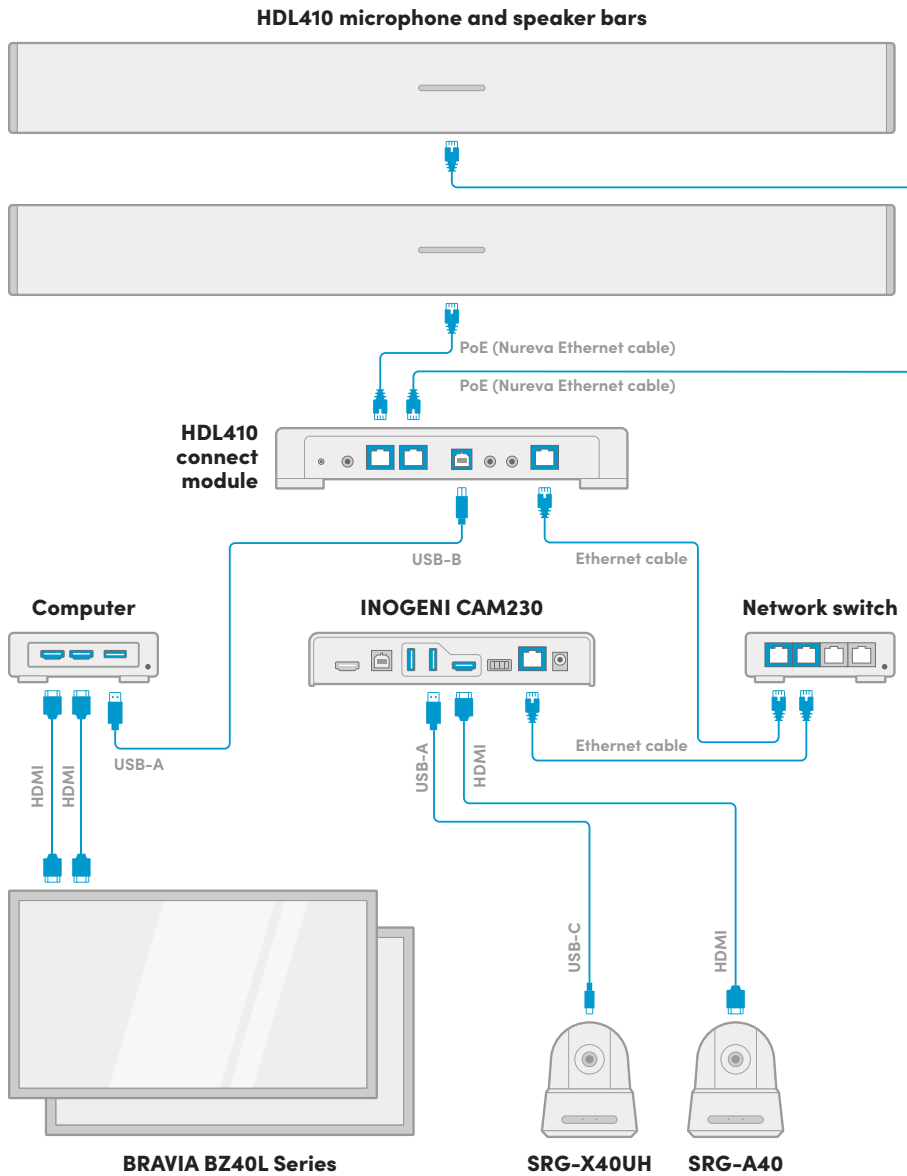 HDL410 microphone and speaker bars
PoE (Nureva Ethernet cable)
PoE (Nureva Ethernet cable)
HDL410
connect
module
USB-B
Ethernet cable
Computer
INOGENI CAM230
Network switch
USB-A
HDMI
HDMI
USB-A
HDMI
Ethernet cable
USB-C
HDMI
BRAVIA BZ40L Series
SRG-X40UH
SRG-A40